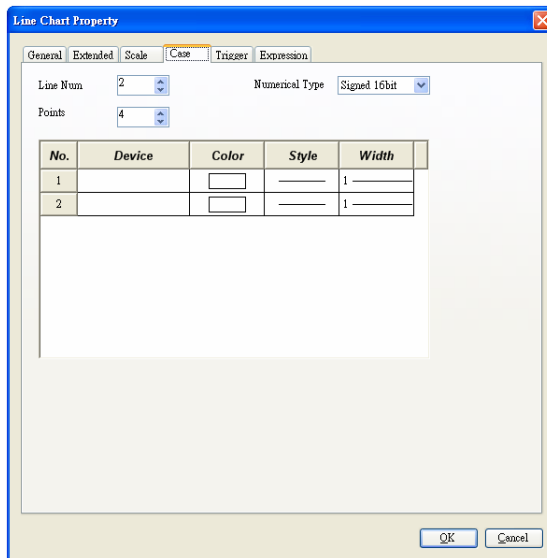 Line Chart Property
General Extended Scale Case Trigger Expression
Line Num 2 Numerical Type Signed 16bit
Points 4
No. Device Color Style Width
1 1
2 1
OK Cancel